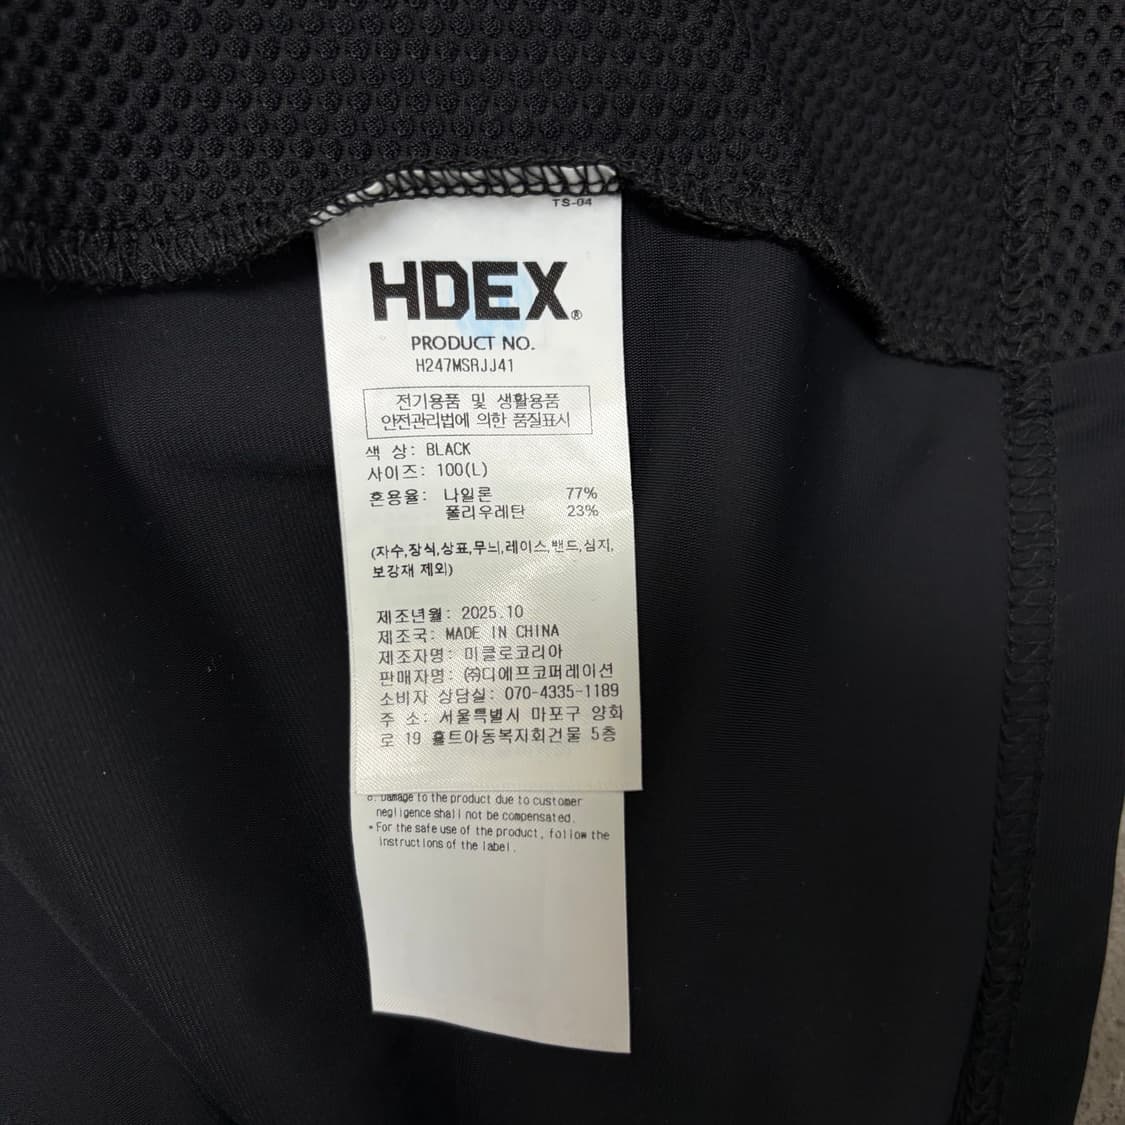 TS-04
HDEX®
PRODUCT NO.
H247MSRJJ41
전기용품 및 생활용품
안전관리법에 의한 품질표시
색 상: BLACK
사이즈: 100(L)
혼용율: 나일론 77%
폴리우레탄 23%
(자수,장식,상표,무늬,레이스,밴드,심지,
보강재 제외)
제조년월: 2025.10
제조국: MADE IN CHINA
제조자명: 미클로코리아
판매자명: ㈜디에프코퍼레이션
소비자 상담실: 070-4335-1189
주 소: 서울특별시 마포구 양화
로 19 홀트아동복지회건물 5층
6. Damage to the product due to customer
negligence shall not be compensated.
* For the safe use of the product, follow the
instructions of the label.